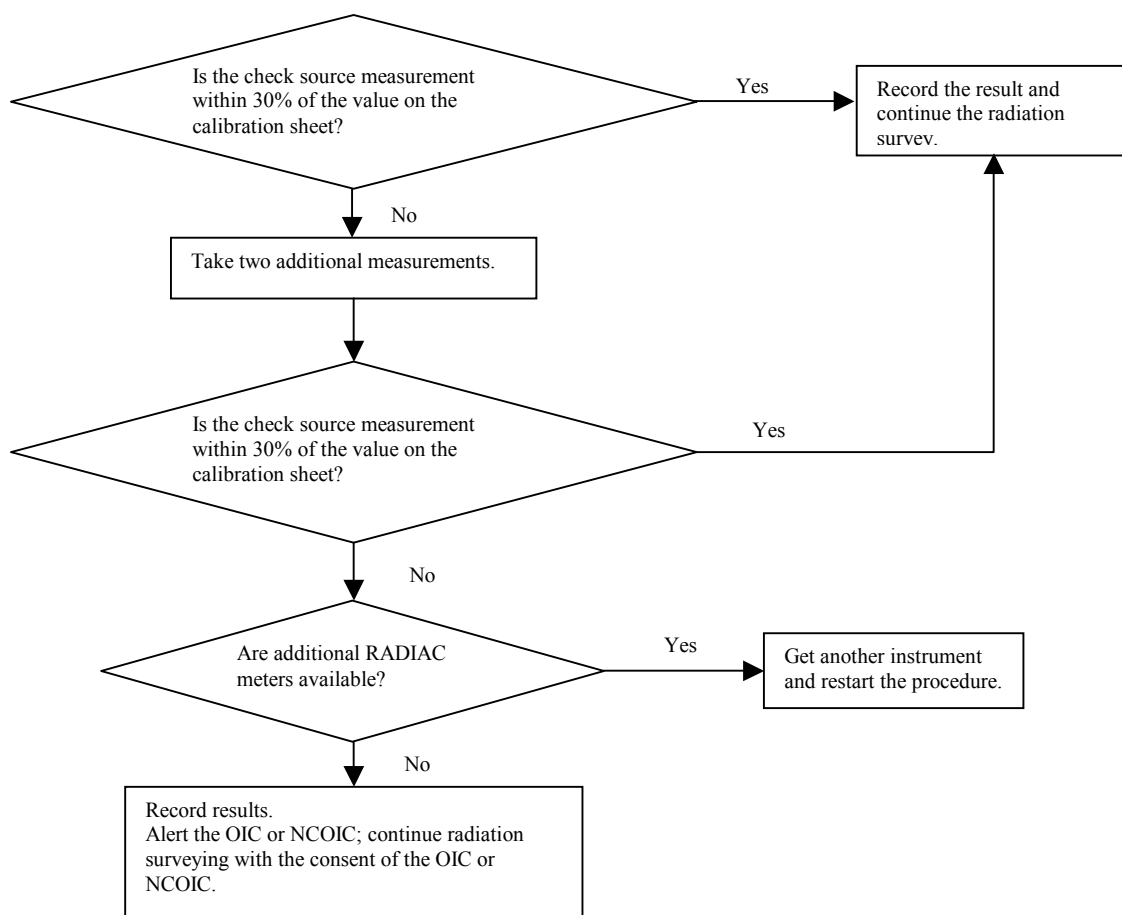 Is the check source measurement
within 30% of the value on the
calibration sheet?
Yes
Record the result and
continue the radiation
survev.
No
Take two additional measurements.
Is the check source measurement
within 30% of the value on the
calibration sheet?
Yes
No
Are additional RADIAC
meters available?
Yes
Get another instrument
and restart the procedure.
No
Record results.
Alert the OIC or NCOIC; continue radiation
surveying with the consent of the OIC or
NCOIC.